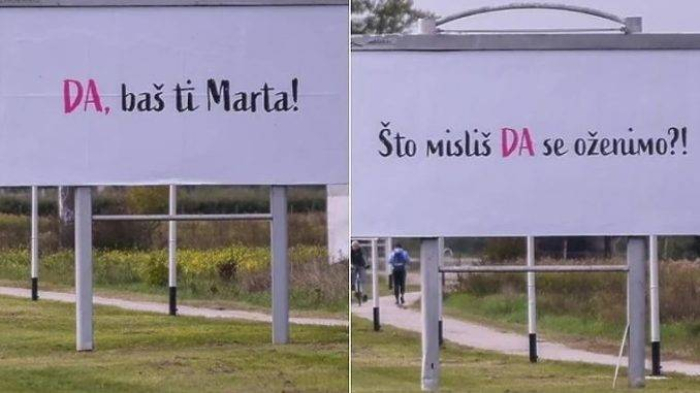 DA, baš ti Marta!
Što misliš DA se oženimo?!